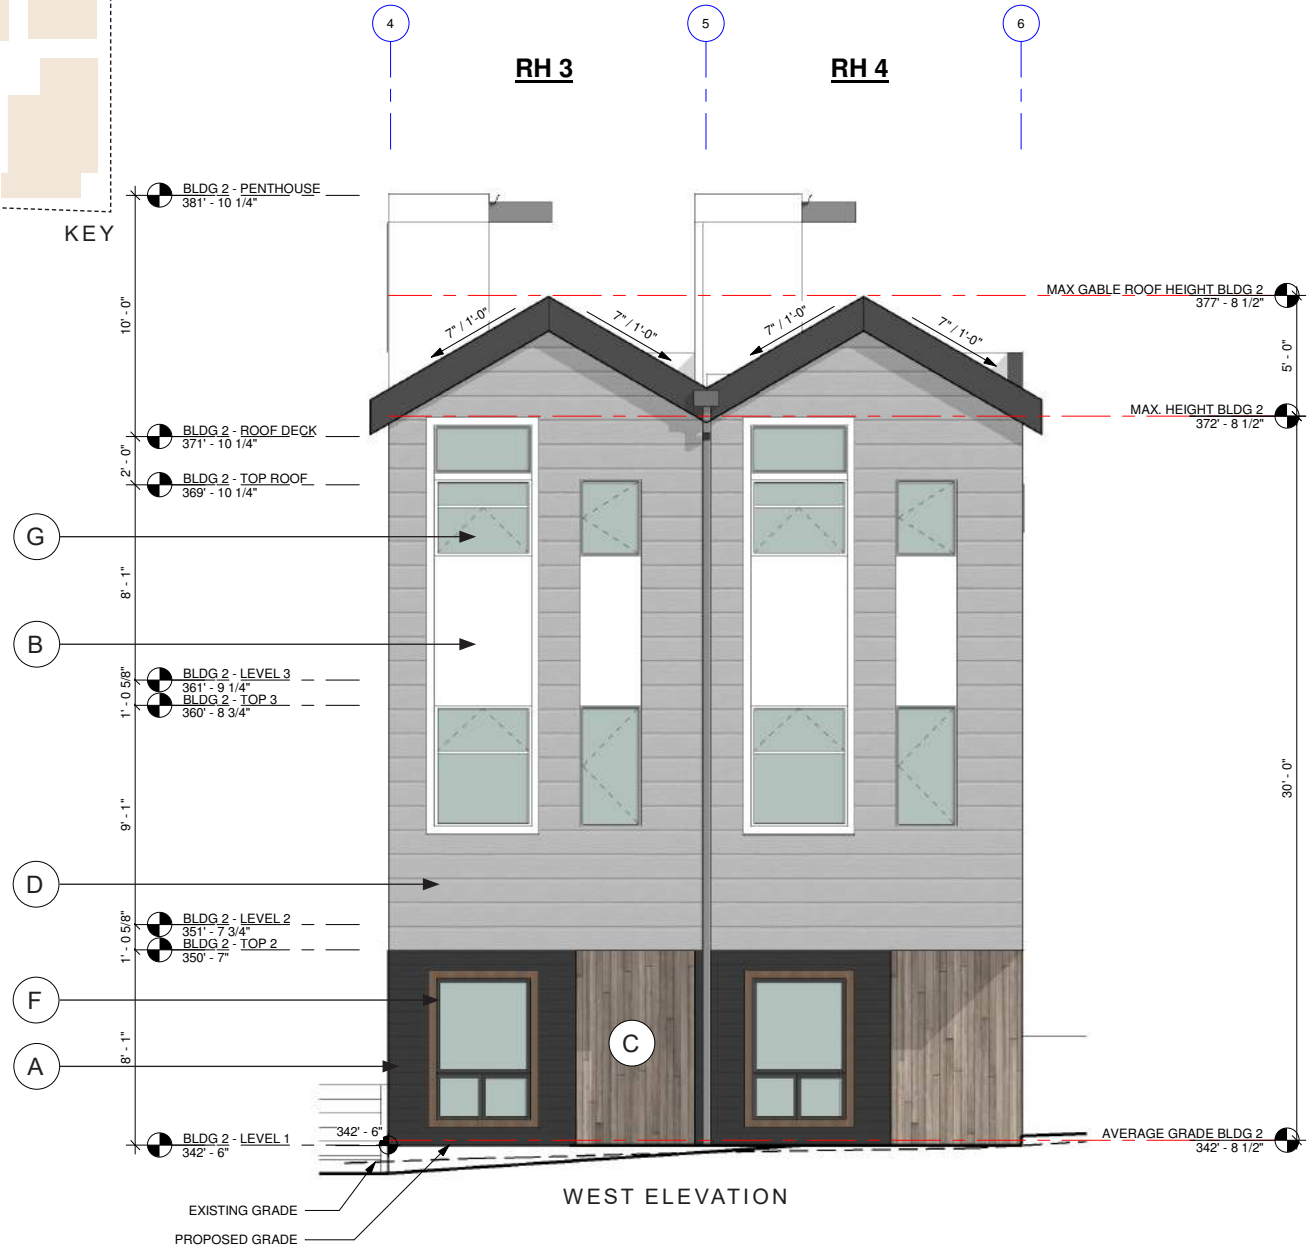 4
5
6
RH 3
RH 4
KEY
BLDG 2 - PENTHOUSE
381' - 10 1/4"
10' - 0"
MAX GABLE ROOF HEIGHT BLDG 2
377' - 8 1/2"
7" / 1'-0"
7" / 1'-0"
7" / 1'-0"
7" / 1'-0"
5' - 0"
MAX. HEIGHT BLDG 2
372' - 8 1/2"
BLDG 2 - ROOF DECK
371' - 10 1/4"
2' - 0"
BLDG 2 - TOP ROOF
369' - 10 1/4"
G
8' - 1"
B
BLDG 2 - LEVEL 3
361' - 9 1/4"
1' - 0 5/8"
BLDG 2 - TOP 3
360' - 8 3/4"
30' - 0"
9' - 1"
D
BLDG 2 - LEVEL 2
351' - 7 3/4"
1' - 0 5/8"
BLDG 2 - TOP 2
350' - 7"
F
C
8' - 1"
A
342' - 6"
BLDG 2 - LEVEL 1
342' - 6"
AVERAGE GRADE BLDG 2
342' - 8 1/2"
WEST ELEVATION
EXISTING GRADE
PROPOSED GRADE